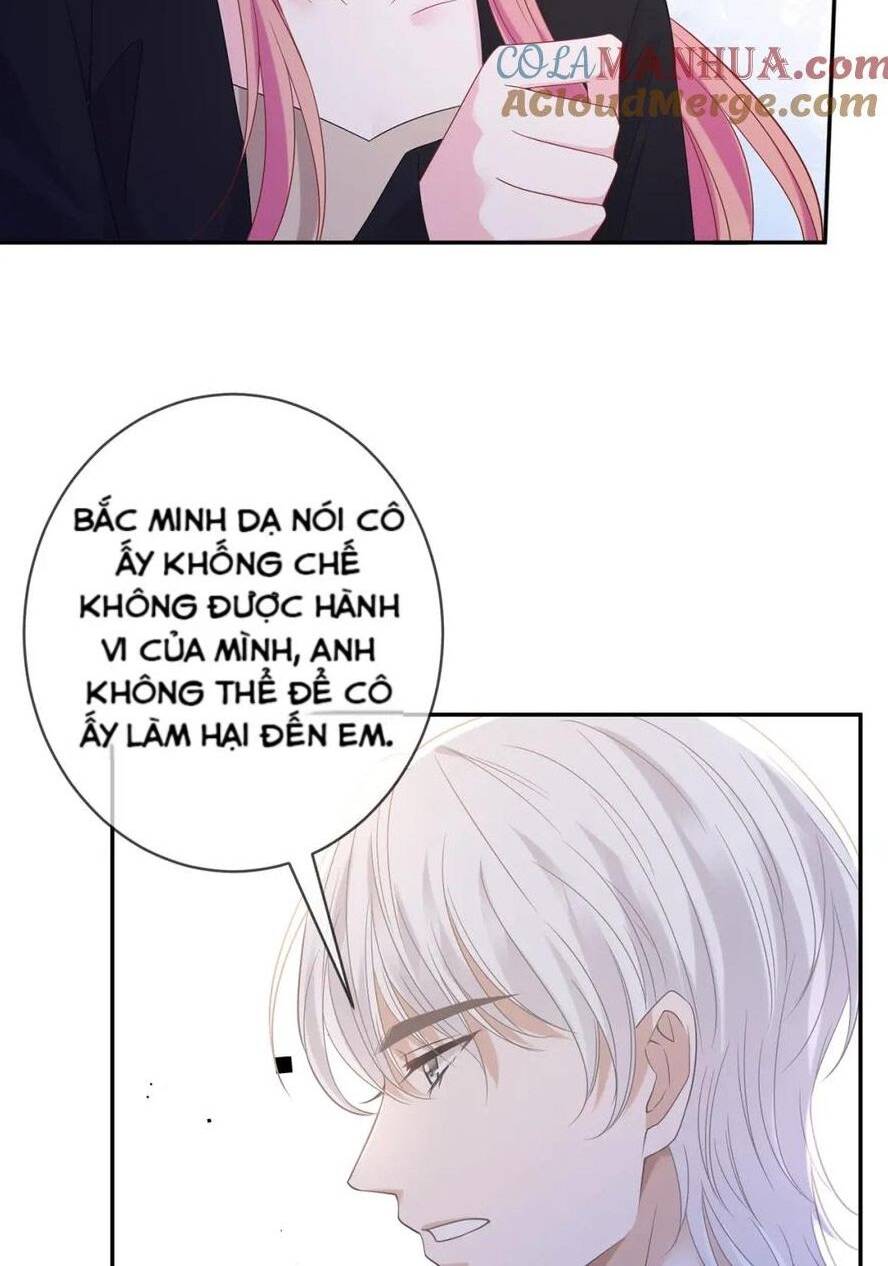 COLAMANHUA.com
AcloudMerge.com
BẮC MINH DẠ NÓI CÔ
ẤY KHỐNG CHẾ
KHÔNG ĐƯỢC HÀNH
VI CỦA MÌNH, ANH
KHÔNG THỂ ĐỂ CÔ
ẤY LÀM HẠI ĐẾN EM.